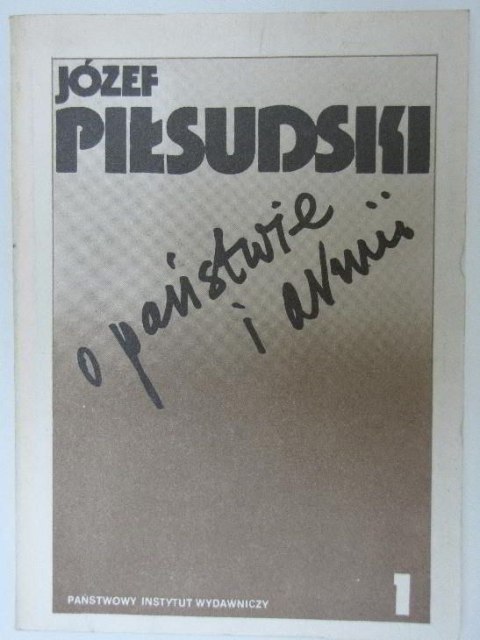 JÓZEF
PIŁSUDSKI
o państwie
i armii
PAŃSTWOWY INSTYTUT WYDAWNICZY
1